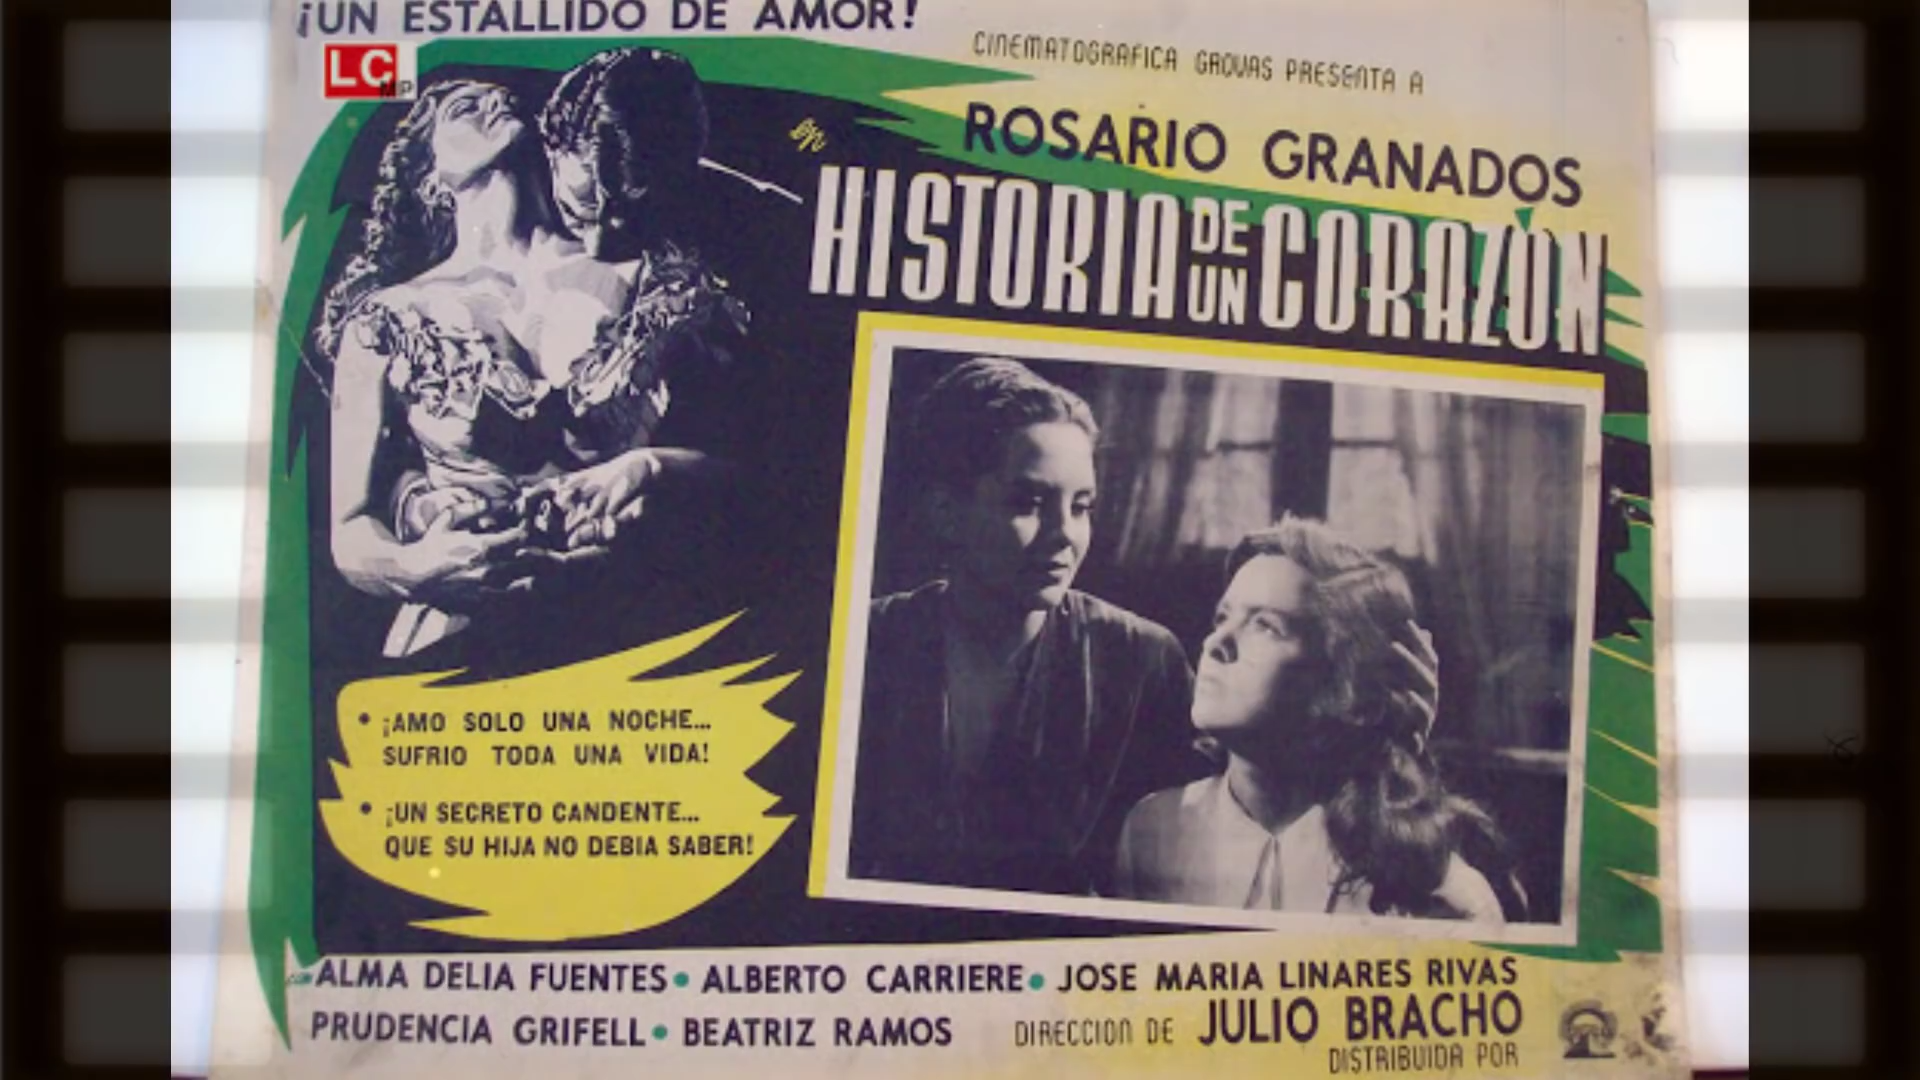 ¡UN ESTALLIDO DE AMOR!
LC
MP
CINEMATOGRAFICA GROVAS PRESENTA A
en
ROSARIO GRANADOS
HISTORIA DE UN CORAZÓN
• ¡AMO SOLO UNA NOCHE...
SUFRIO TODA UNA VIDA!
• ¡UN SECRETO CANDENTE...
QUE SU HIJA NO DEBIA SABER!
CON ALMA DELIA FUENTES • ALBERTO CARRIERE • JOSE MARIA LINARES RIVAS
PRUDENCIA GRIFELL • BEATRIZ RAMOS
DIRECCION DE JULIO BRACHO
DISTRIBUIDA POR